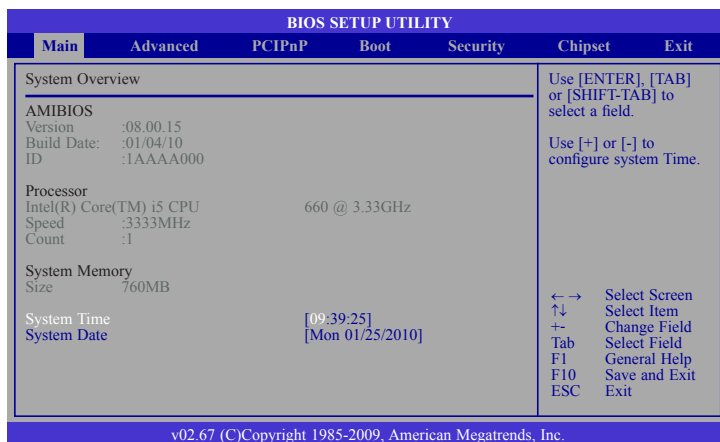 BIOS SETUP UTILITY
Main Advanced PCIPnP Boot Security Chipset Exit
System Overview
AMIBIOS
Version :08.00.15
Build Date: :01/04/10
ID :1AAAA000
Processor
Intel(R) Core(TM) i5 CPU 660 @ 3.33GHz
Speed :3333MHz
Count :1
System Memory
Size 760MB
System Time [09:39:25]
System Date [Mon 01/25/2010]
Use [ENTER], [TAB]
or [SHIFT-TAB] to
select a field.
Use [+] or [-] to
configure system Time.
←→ Select Screen
↑↓ Select Item
+- Change Field
Tab Select Field
F1 General Help
F10 Save and Exit
ESC Exit
v02.67 (C)Copyright 1985-2009, American Megatrends, Inc.